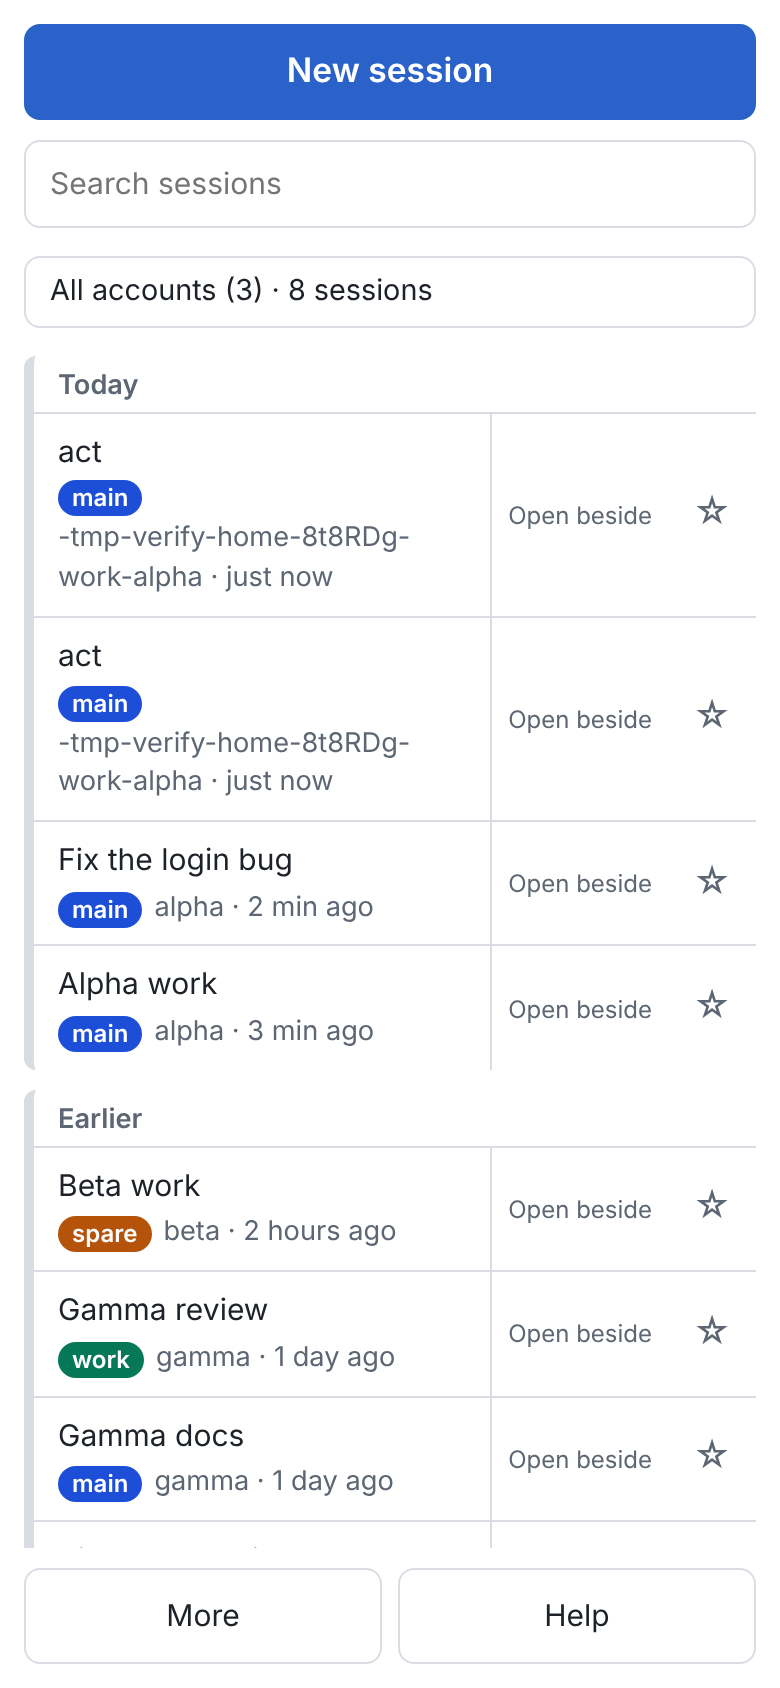 New session
Search sessions
All accounts (3) · 8 sessions
Today
act
main
-tmp-verify-home-8t8RDg-
work-alpha · just now
Open beside ☆
act
main
-tmp-verify-home-8t8RDg-
work-alpha · just now
Open beside ☆
Fix the login bug
main alpha · 2 min ago
Open beside ☆
Alpha work
main alpha · 3 min ago
Open beside ☆
Earlier
Beta work
spare beta · 2 hours ago
Open beside ☆
Gamma review
work gamma · 1 day ago
Open beside ☆
Gamma docs
main gamma · 1 day ago
Open beside ☆
More
Help